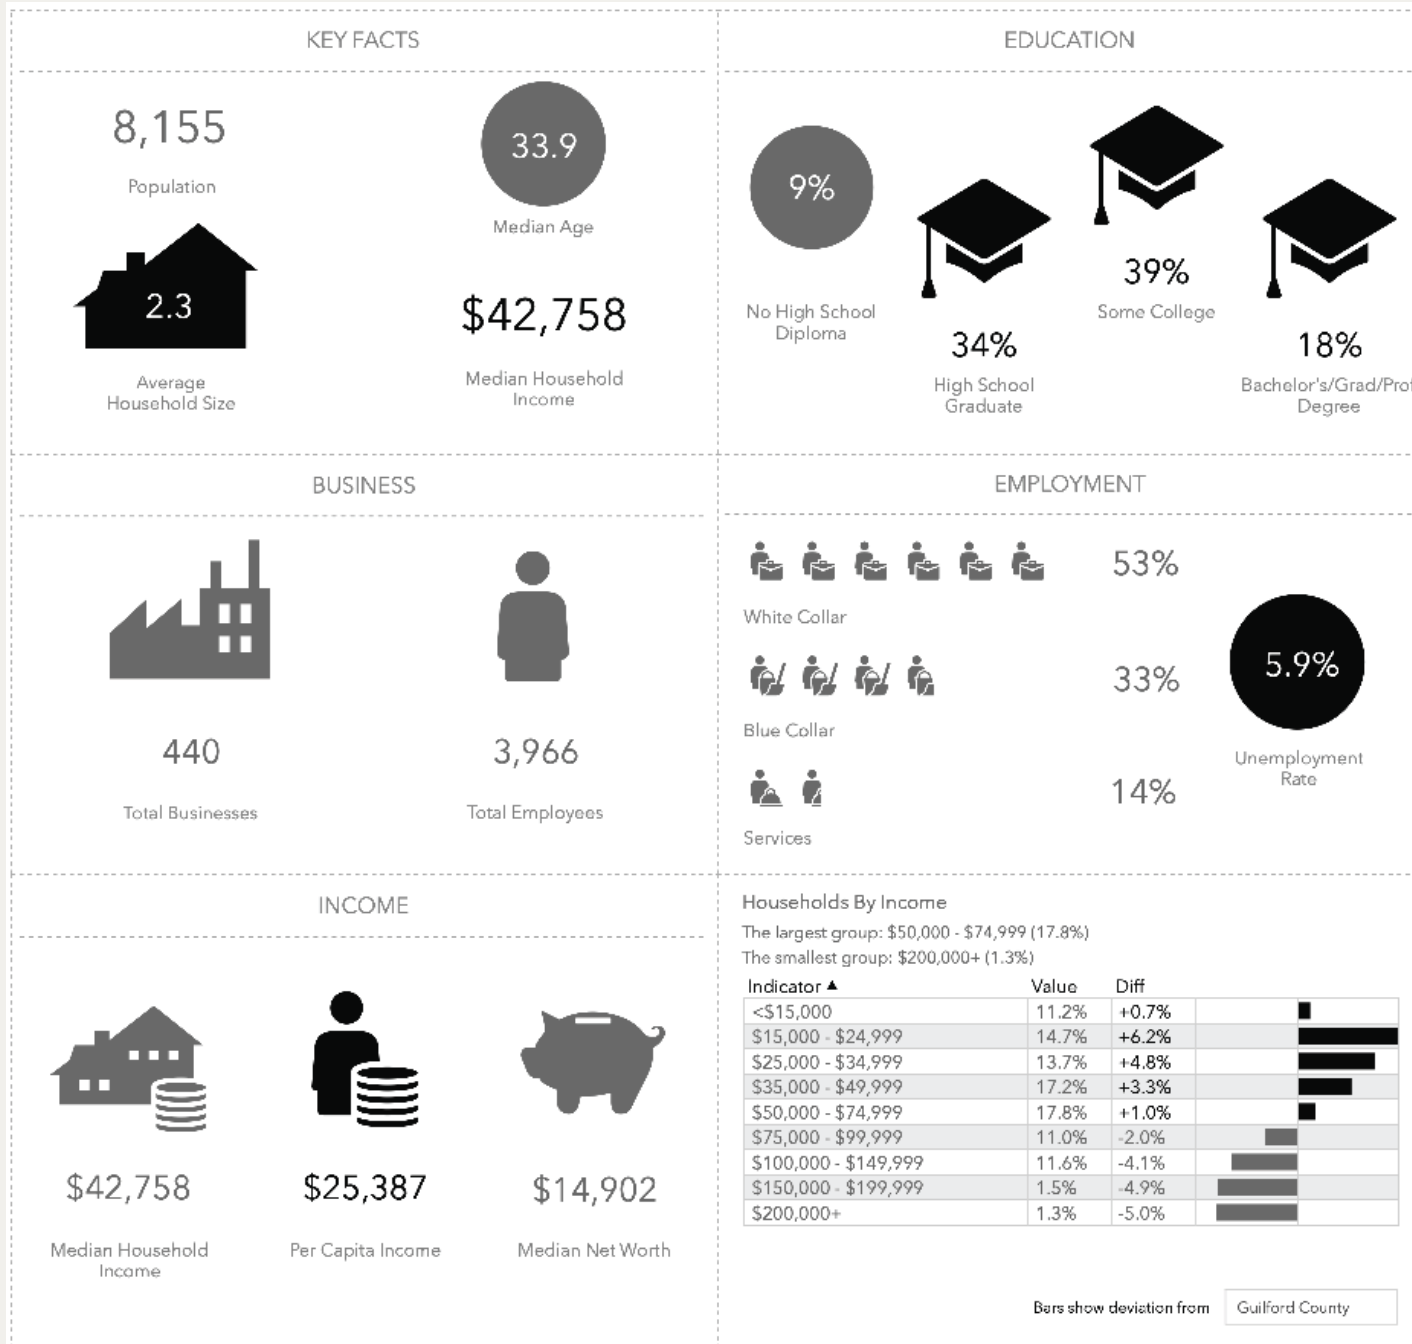 KEY FACTS
8,155
Population
33.9
Median Age
2.3
Average
Household Size
$42,758
Median Household
Income
EDUCATION
9%
No High School
Diploma
34%
High School
Graduate
39%
Some College
18%
Bachelor's/Grad/Prof
Degree
BUSINESS
440
Total Businesses
3,966
Total Employees
EMPLOYMENT
53%
White Collar
33%
Blue Collar
14%
Services
5.9%
Unemployment
Rate
INCOME
$42,758
Median Household
Income
$25,387
Per Capita Income
$14,902
Median Net Worth
Households By Income
The largest group: $50,000 - $74,999 (17.8%)
The smallest group: $200,000+ (1.3%)
Indicator ▲ Value Diff
<$15,000 11.2% +0.7%
$15,000 - $24,999 14.7% +6.2%
$25,000 - $34,999 13.7% +4.8%
$35,000 - $49,999 17.2% +3.3%
$50,000 - $74,999 17.8% +1.0%
$75,000 - $99,999 11.0% -2.0%
$100,000 - $149,999 11.6% -4.1%
$150,000 - $199,999 1.5% -4.9%
$200,000+ 1.3% -5.0%
Bars show deviation from Guilford County